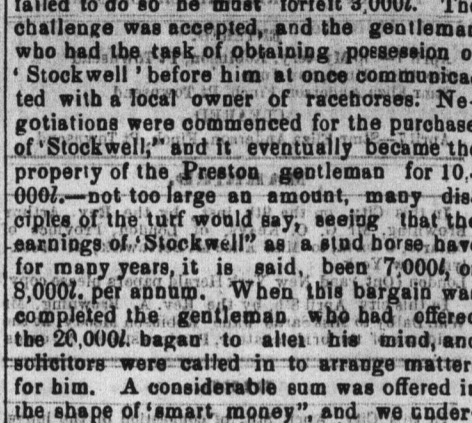 failed to do so he must forfeit 3,000l. The
challenge was accepted, and the gentleman
who had the task of obtaining possession o
' Stockwell ' before him at once communica
ted with a local owner of racehorses. Ne-
gotiations were commenced for the purchase
of 'Stockwell," and it eventually became the
property of the Preston gentleman for 10,-
000l.—not too large an amount, many dis
ciples of the turf would say, seeing that the
earnings of 'Stockwell" as a stud horse have
for many years, it is said, been 7,000l, o
8,000l. per annum. When this bargain was
completed the gentleman who had offered
the 20,000l. bagan to altei his mind, and
solicitors were called in to arrange matter
for him. A considerable sum was offered in
the shape of 'smart money", and we under-